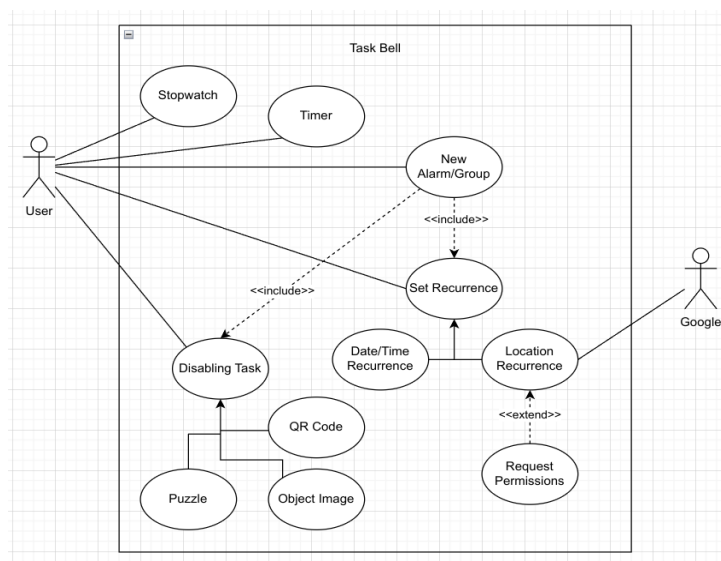 Task Bell
Stopwatch
Timer
New
Alarm/Group
User
<<include>>
Set Recurrence
<<include>>
Google
Date/Time
Recurrence
Location
Recurrence
Disabling Task
<<extend>>
QR Code
Request
Permissions
Puzzle
Object Image